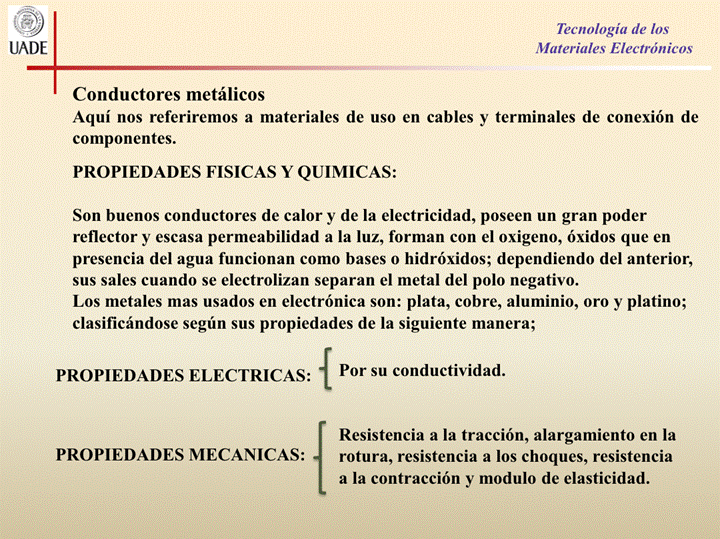 UADE
Tecnología de los
Materiales Electrónicos
Conductores metálicos
Aquí nos referiremos a materiales de uso en cables y terminales de conexión de
componentes.
PROPIEDADES FISICAS Y QUIMICAS:
Son buenos conductores de calor y de la electricidad, poseen un gran poder
reflector y escasa permeabilidad a la luz, forman con el oxigeno, óxidos que en
presencia del agua funcionan como bases o hidróxidos; dependiendo del anterior,
sus sales cuando se electrolizan separan el metal del polo negativo.
Los metales mas usados en electrónica son: plata, cobre, aluminio, oro y platino;
clasificándose según sus propiedades de la siguiente manera;
PROPIEDADES ELECTRICAS:
Por su conductividad.
PROPIEDADES MECANICAS:
Resistencia a la tracción, alargamiento en la
rotura, resistencia a los choques, resistencia
a la contracción y modulo de elasticidad.